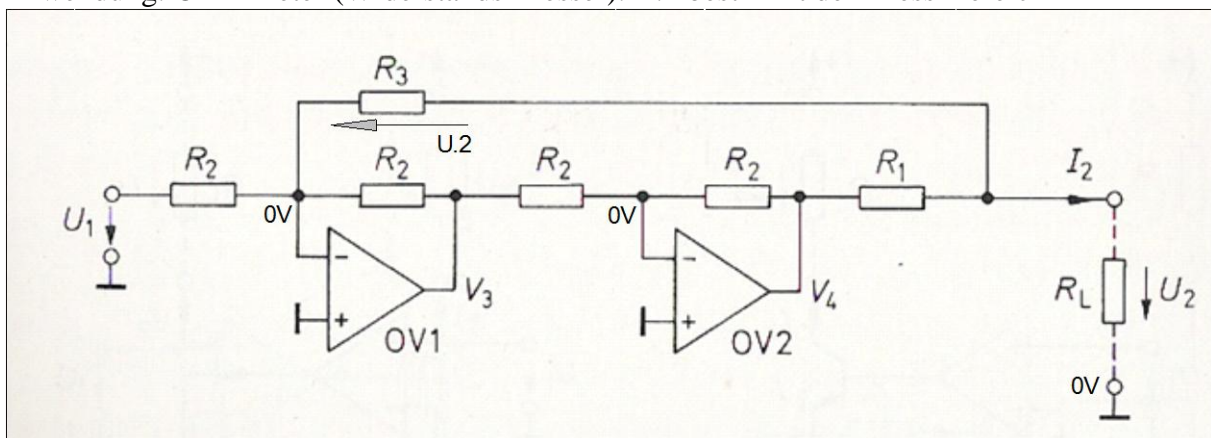 R3
U.2
R2
R2
R2
R2
R1
I2
0V
0V
U1
−
+
OV1
V3
−
+
OV2
V4
RL
U2
0V